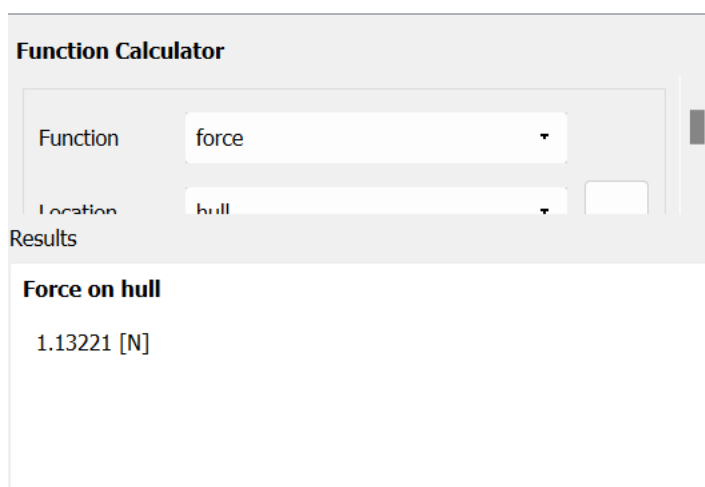 Function Calculator
Function force
Location hull
Results
Force on hull
1.13221 [N]